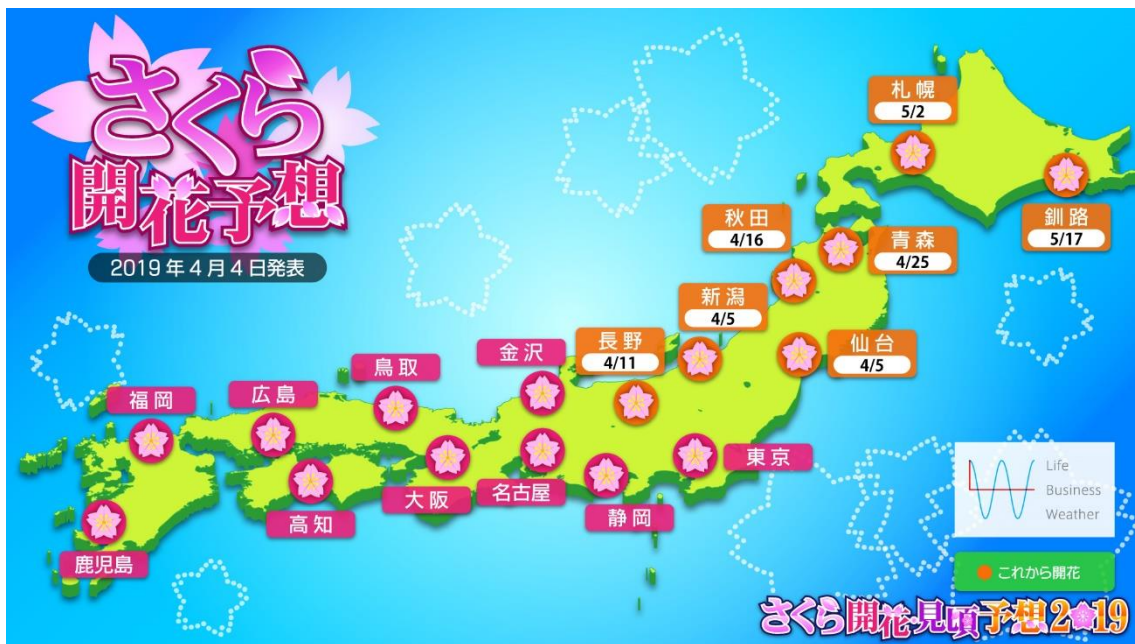 さくら
開花予想
2019年4月4日発表
札幌
5/2
釧路
5/17
秋田
4/16
青森
4/25
新潟
4/5
仙台
4/5
長野
4/11
金沢
鳥取
広島
福岡
東京
静岡
名古屋
大阪
高知
鹿児島
Life
Business
Weather
これから開花
さくら開花見頃予想2019